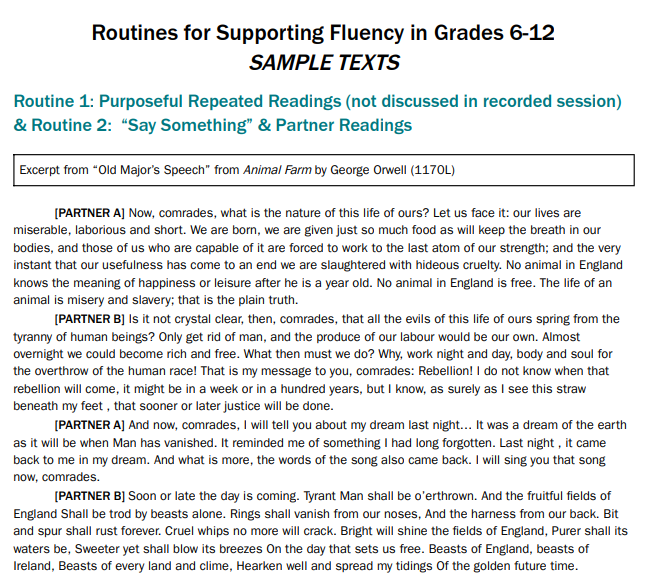 Routines for Supporting Fluency in Grades 6-12
SAMPLE TEXTS
Routine 1: Purposeful Repeated Readings (not discussed in recorded session)
& Routine 2:  “Say Something” & Partner Readings
Excerpt from “Old Major’s Speech” from Animal Farm by George Orwell (1170L)
[PARTNER A] Now, comrades, what is the nature of this life of ours? Let us face it: our lives are
miserable, laborious and short. We are born, we are given just so much food as will keep the breath in our
bodies, and those of us who are capable of it are forced to work to the last atom of our strength; and the very
instant that our usefulness has come to an end we are slaughtered with hideous cruelty. No animal in England
knows the meaning of happiness or leisure after he is a year old. No animal in England is free. The life of an
animal is misery and slavery; that is the plain truth.
[PARTNER B] Is it not crystal clear, then, comrades, that all the evils of this life of ours spring from the
tyranny of human beings? Only get rid of man, and the produce of our labour would be our own. Almost
overnight we could become rich and free. What then must we do? Why, work night and day, body and soul for
the overthrow of the human race! That is my message to you, comrades: Rebellion! I do not know when that
rebellion will come, it might be in a week or in a hundred years, but I know, as surely as I see this straw
beneath my feet , that sooner or later justice will be done.
[PARTNER A] And now, comrades, I will tell you about my dream last night… It was a dream of the earth
as it will be when Man has vanished. It reminded me of something I had long forgotten. Last night , it came
back to me in my dream. And what is more, the words of the song also came back. I will sing you that song
now, comrades.
[PARTNER B] Soon or late the day is coming. Tyrant Man shall be o’erthrown. And the fruitful fields of
England Shall be trod by beasts alone. Rings shall vanish from our noses, And the harness from our back. Bit
and spur shall rust forever. Cruel whips no more will crack. Bright will shine the fields of England, Purer shall its
waters be, Sweeter yet shall blow its breezes On the day that sets us free. Beasts of England, beasts of
Ireland, Beasts of every land and clime, Hearken well and spread my tidings Of the golden future time.